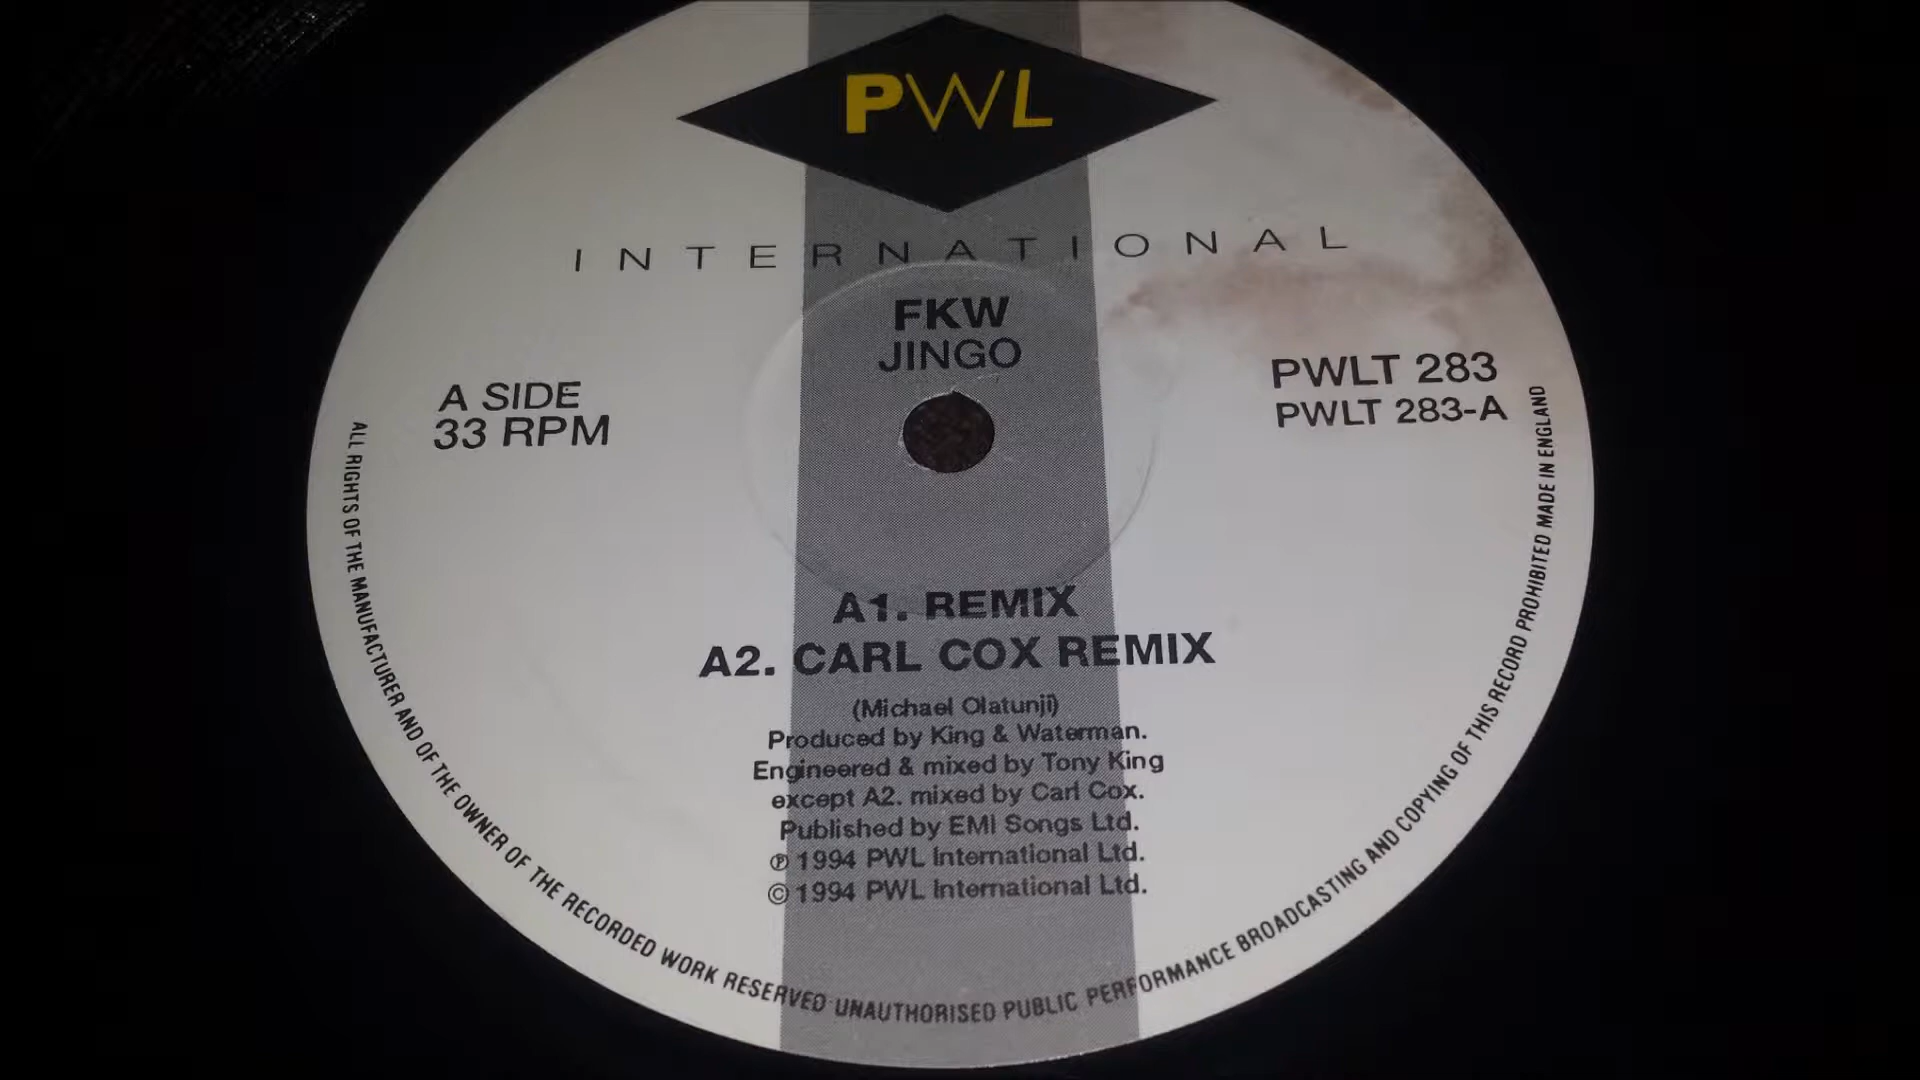 PWL
INTERNATIONAL
FKW
JINGO
A SIDE
33 RPM
PWLT 283
PWLT 283-A
A1. REMIX
A2. CARL COX REMIX
(Michael Olatunji)
Produced by King & Waterman.
Engineered & mixed by Tony King
except A2. mixed by Carl Cox.
Published by EMI Songs Ltd.
℗ 1994 PWL International Ltd.
© 1994 PWL International Ltd.
ALL RIGHTS OF THE MANUFACTURER AND OF THE OWNER OF THE RECORDED WORK RESERVED UNAUTHORISED PUBLIC PERFORMANCE BROADCASTING AND COPYING OF THIS RECORD PROHIBITED MADE IN ENGLAND